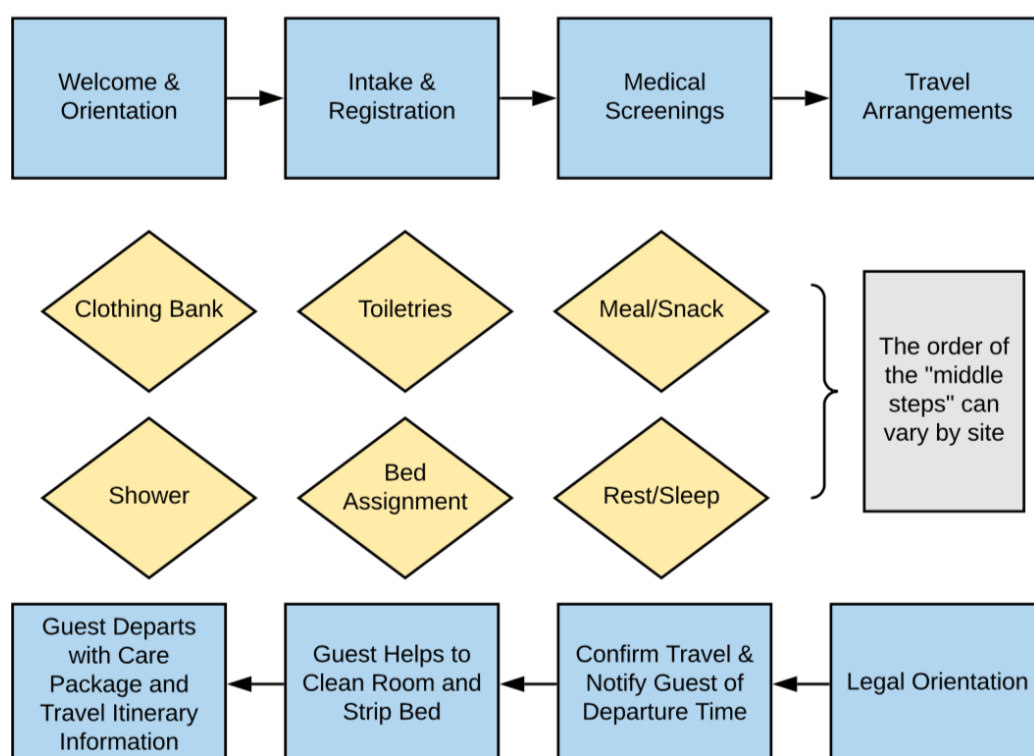 Welcome &
Orientation
Intake &
Registration
Medical
Screenings
Travel
Arrangements
Clothing Bank
Toiletries
Meal/Snack
The order of
the "middle
steps" can
vary by site
Shower
Bed
Assignment
Rest/Sleep
Guest Departs
with Care
Package and
Travel Itinerary
Information
Guest Helps to
Clean Room and
Strip Bed
Confirm Travel &
Notify Guest of
Departure Time
Legal Orientation